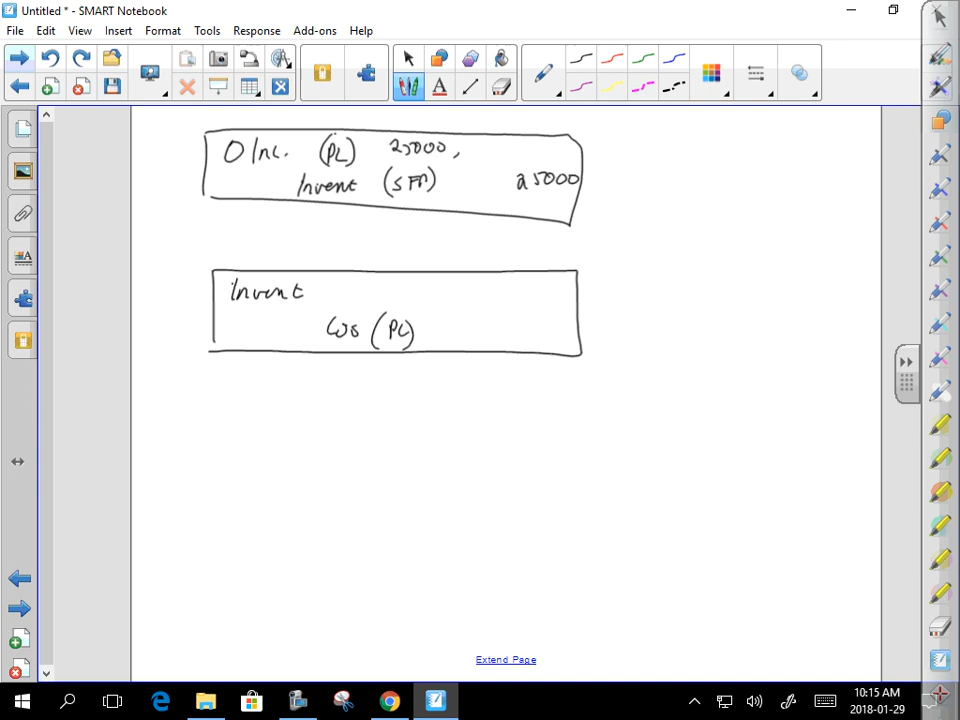 Untitled * - SMART Notebook
File Edit View Insert Format Tools Response Add-ons Help
O Inc. (PL) 25000,
Invent (SFP) 25000
Invent
COS (PL)
Extend Page
10:15 AM
2018-01-29